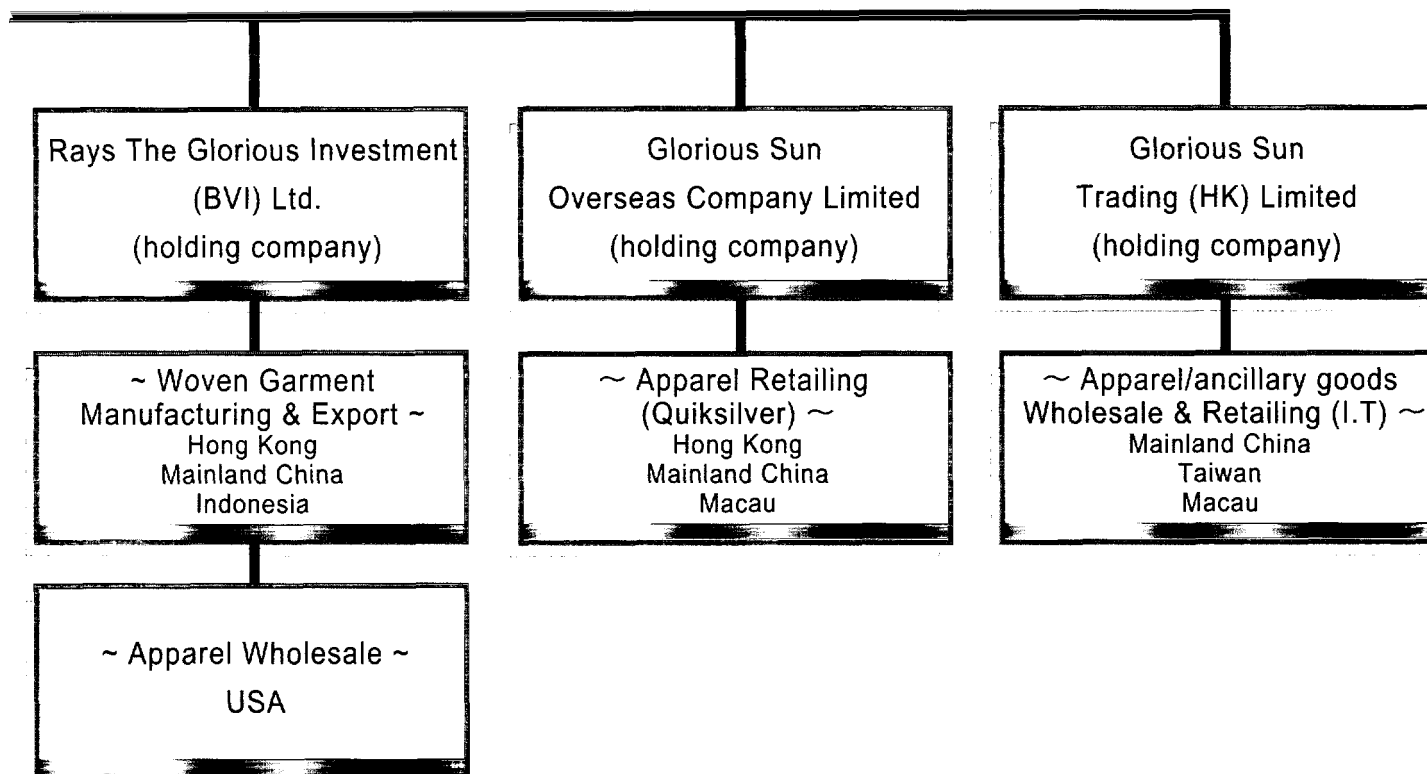 Rays The Glorious Investment
(BVI) Ltd.
(holding company)
Glorious Sun
Overseas Company Limited
(holding company)
Glorious Sun
Trading (HK) Limited
(holding company)
~ Woven Garment
Manufacturing & Export ~
Hong Kong
Mainland China
Indonesia
~ Apparel Retailing
(Quiksilver) ~
Hong Kong
Mainland China
Macau
~ Apparel/ancillary goods
Wholesale & Retailing (I.T) ~
Mainland China
Taiwan
Macau
~ Apparel Wholesale ~
USA